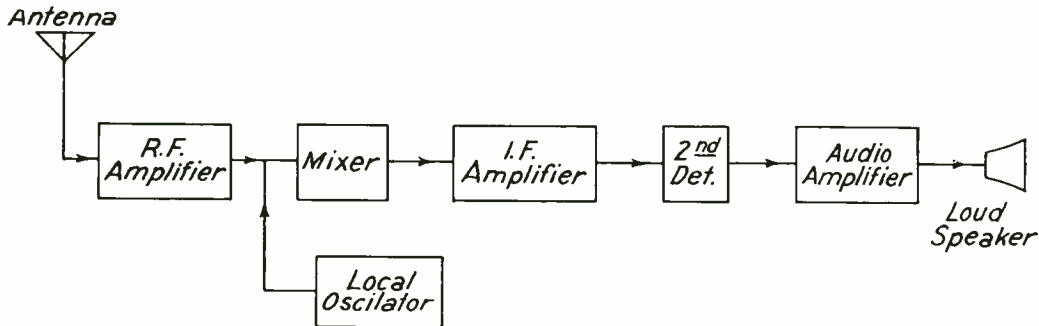 Antenna
R.F.
Amplifier
Mixer
I.F.
Amplifier
2nd
Det.
Audio
Amplifier
Loud
Speaker
Local
Oscilator